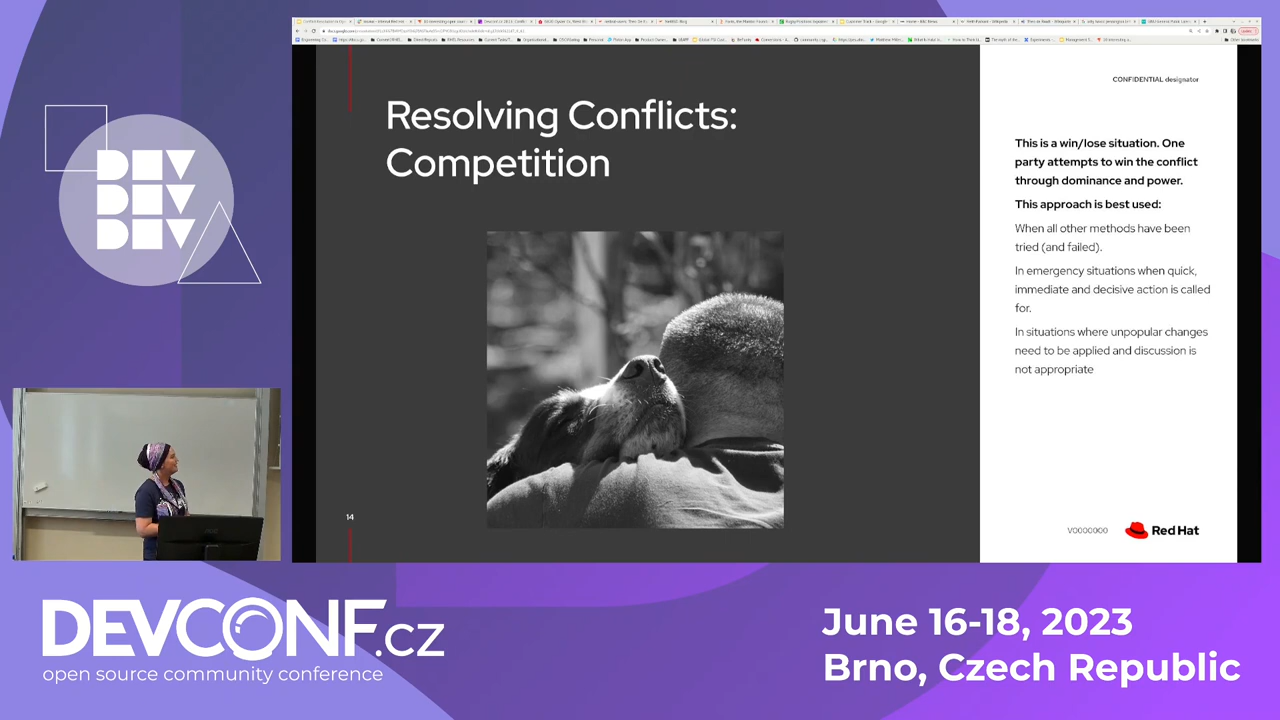 DEV
DEV
DEV
Resolving Conflicts:
Competition
14
CONFIDENTIAL designator
This is a win/lose situation. One
party attempts to win the conflict
through dominance and power.
This approach is best used:
When all other methods have been
tried (and failed).
In emergency situations when quick,
immediate and decisive action is called
for.
In situations where unpopular changes
need to be applied and discussion is
not appropriate
V0000000
Red Hat
DEVCONF.cz
open source community conference
June 16-18, 2023
Brno, Czech Republic